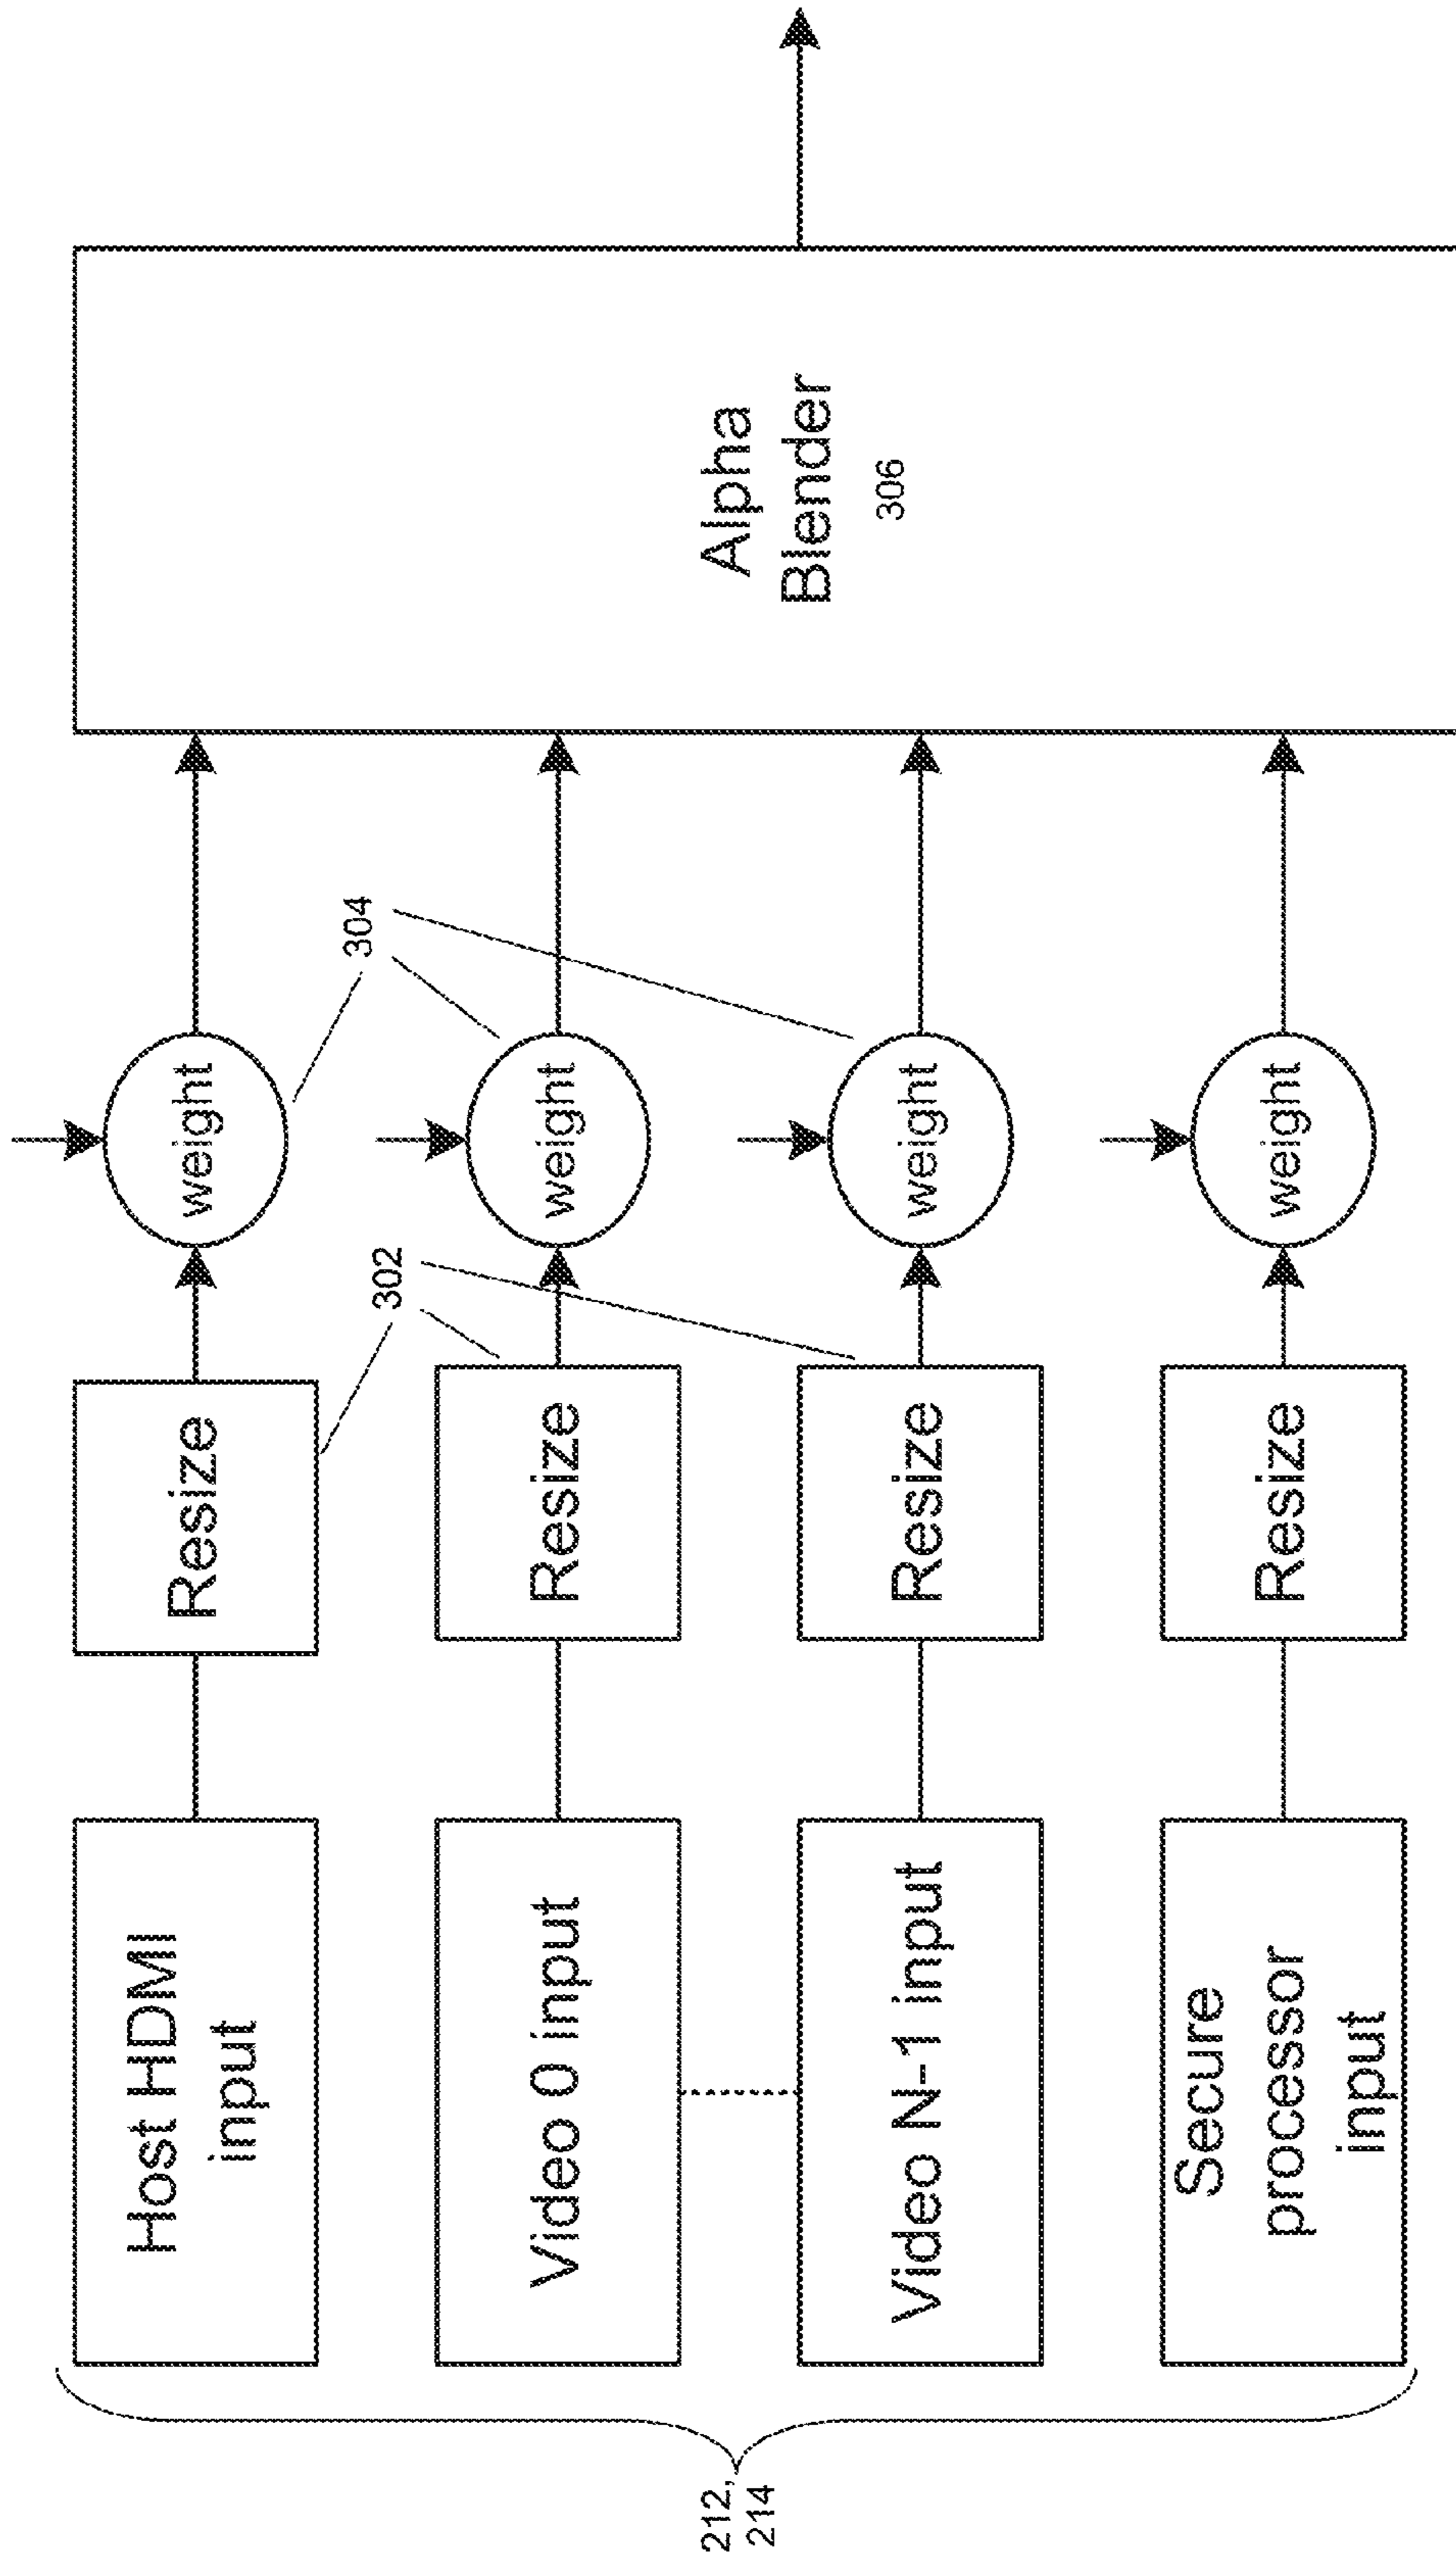 212,
214
Host HDMI
input
Resize
weight
302
304
Video 0 input
Resize
weight
Video N-1 input
Resize
weight
Secure
processor
input
Resize
weight
Alpha
Blender
306